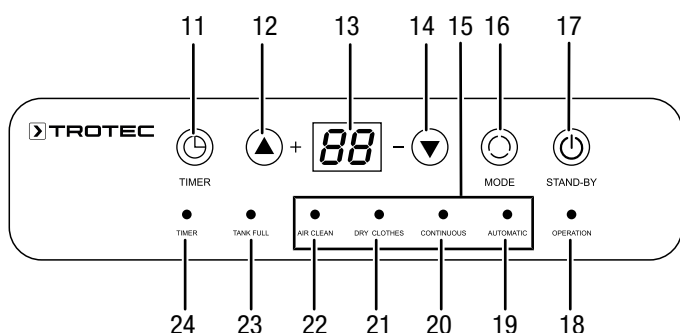 11 12 13 14 15 16 17
TROTEC
+ 88 -
TIMER MODE STAND-BY
TIMER TANK FULL AIR CLEAN DRY CLOTHES CONTINUOUS AUTOMATIC OPERATION
24 23 22 21 20 19 18